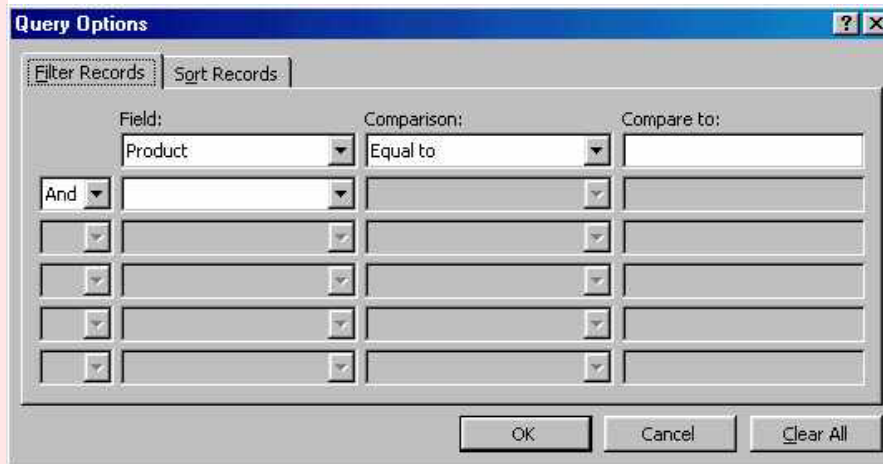 Query Options
Filter Records Sort Records
Field: Comparison: Compare to:
Product Equal to
And
OK Cancel Clear All